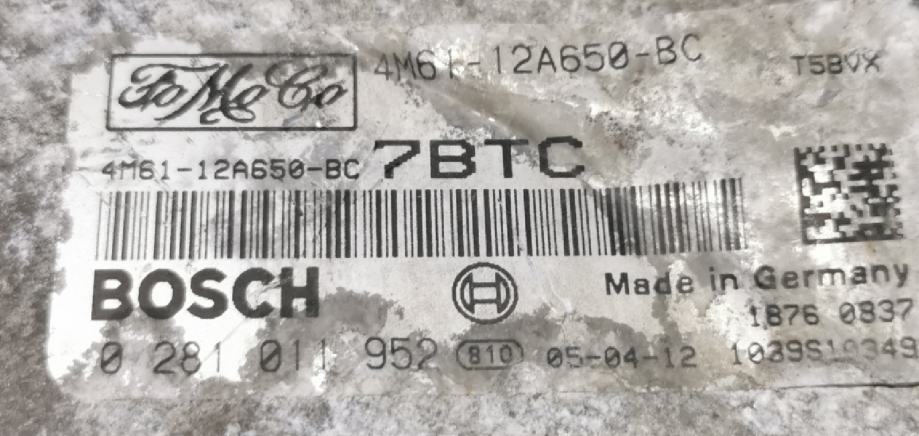 FoMoCo 4M61-12A650-BC T5BVX
4M61-12A650-BC 7BTC
BOSCH
Made in Germany
1B76 0837
0 281 011 952 810 05-04-12 1039S10349